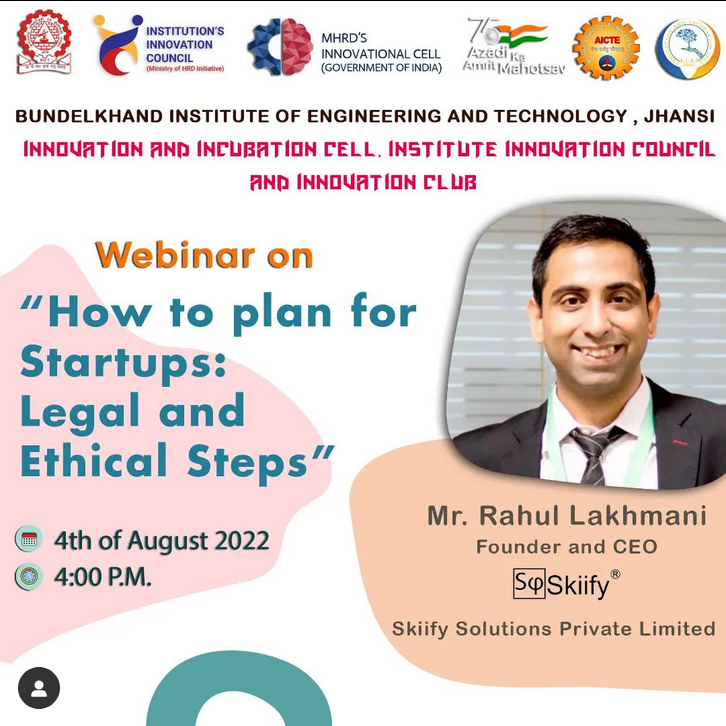 INSTITUTION'S
INNOVATION
COUNCIL
(Ministry of HRD Initiative)
MHRD'S
INNOVATIONAL CELL
(GOVERNMENT OF INDIA)
75
Azadi Ka
Amrit Mahotsav
AICTE
BUNDELKHAND INSTITUTE OF ENGINEERING AND TECHNOLOGY , JHANSI
INNOVATION AND INCUBATION CELL, INSTITUTE INNOVATION COUNCIL
AND INNOVATION CLUB
Webinar on
“How to plan for
Startups:
Legal and
Ethical Steps”
4th of August 2022
4:00 P.M.
Mr. Rahul Lakhmani
Founder and CEO
Sφ Skiify®
Skiify Solutions Private Limited